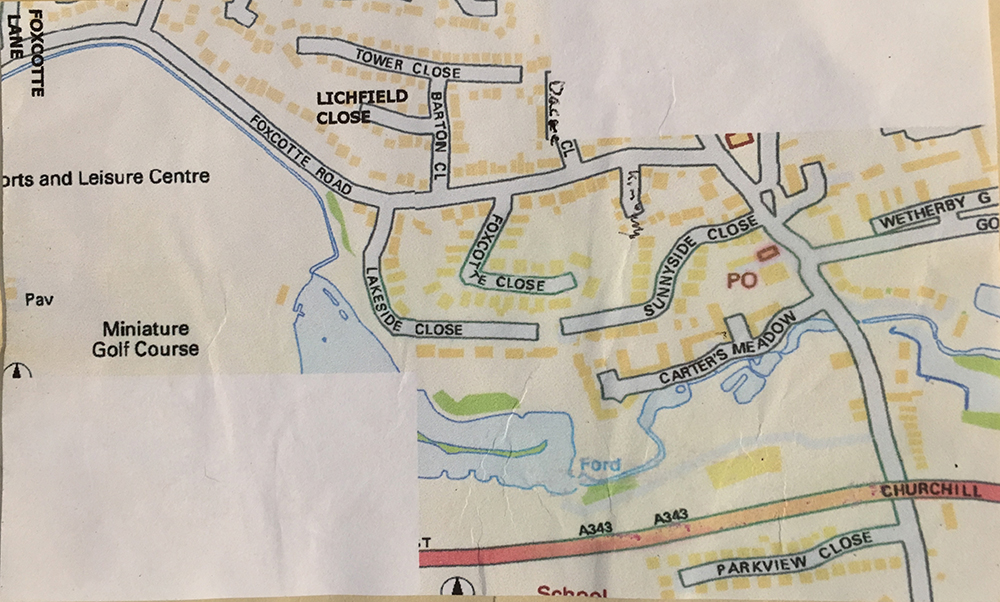 FOXCOTTE
LANE
TOWER CLOSE
LICHFIELD
CLOSE
BARTON CL
CL
FOXCOTTE ROAD
orts and Leisure Centre
WETHERBY G
GO
FOXCOTTE CLOSE
SUNNYSIDE CLOSE
PO
LAKESIDE CLOSE
Pav
Miniature
Golf Course
CARTER'S MEADOW
Ford
CHURCHILL
A343
A343
T
PARKVIEW CLOSE
School